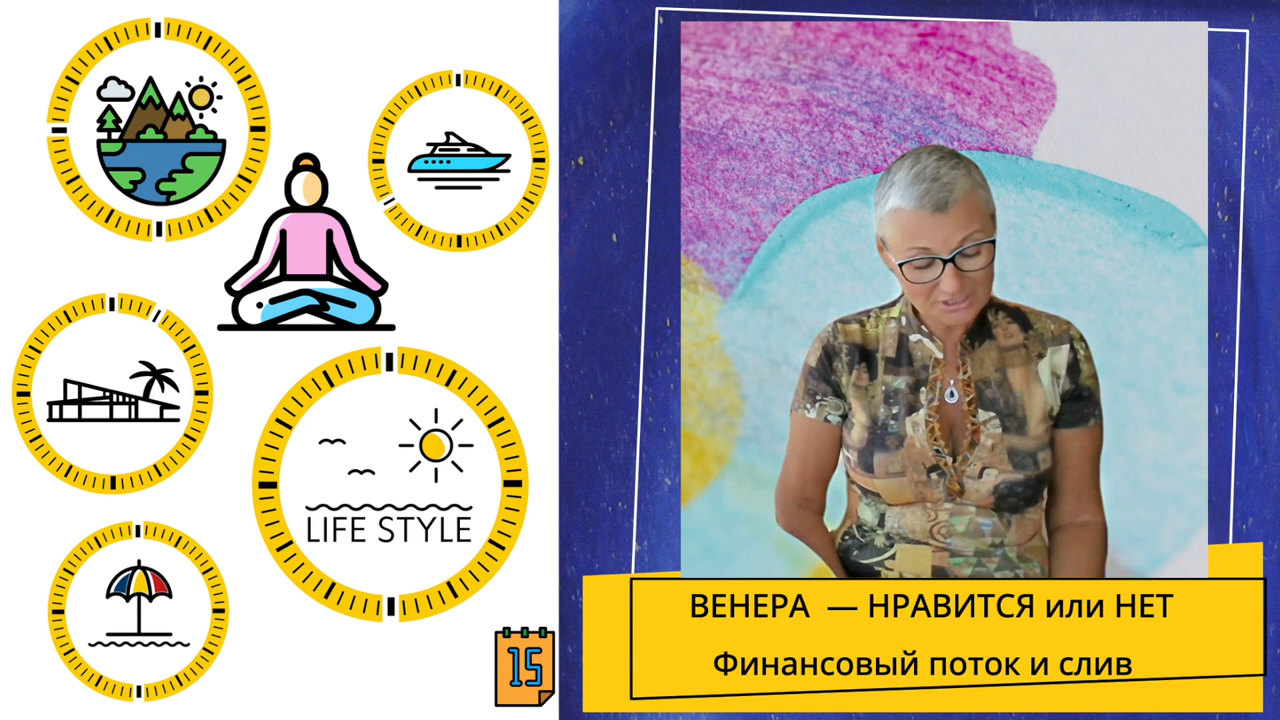 LIFE STYLE
15
ВЕНЕРА — НРАВИТСЯ или НЕТ
Финансовый поток и слив